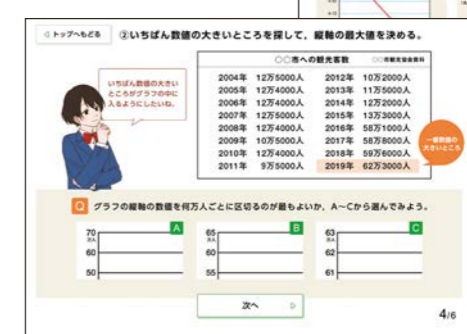 トップへもどる
②いちばん数値の大きいところを探して，縦軸の最大値を決める。
いちばん数値の大きい
ところがグラフの中に
入るようにしたいね。
○○市への観光客数
○○市観光協会資料
2004年 12万5000人 2012年 10万2000人
2005年 12万4000人 2013年 11万5000人
2006年 12万4000人 2014年 12万2000人
2007年 12万5000人 2015年 13万3000人
2008年 12万4000人 2016年 58万1000人
2009年 10万5000人 2017年 58万8000人
2010年 12万4000人 2018年 59万6000人
2011年 9万5000人 2019年 62万3000人
一番数値の
大きいところ
Q グラフの縦軸の数値を何万人ごとに区切るのが最もよいか，A〜Cから選んでみよう。
A
70
万人
60
50
B
65
万人
60
55
C
63
万人
62
61
次へ
4/6